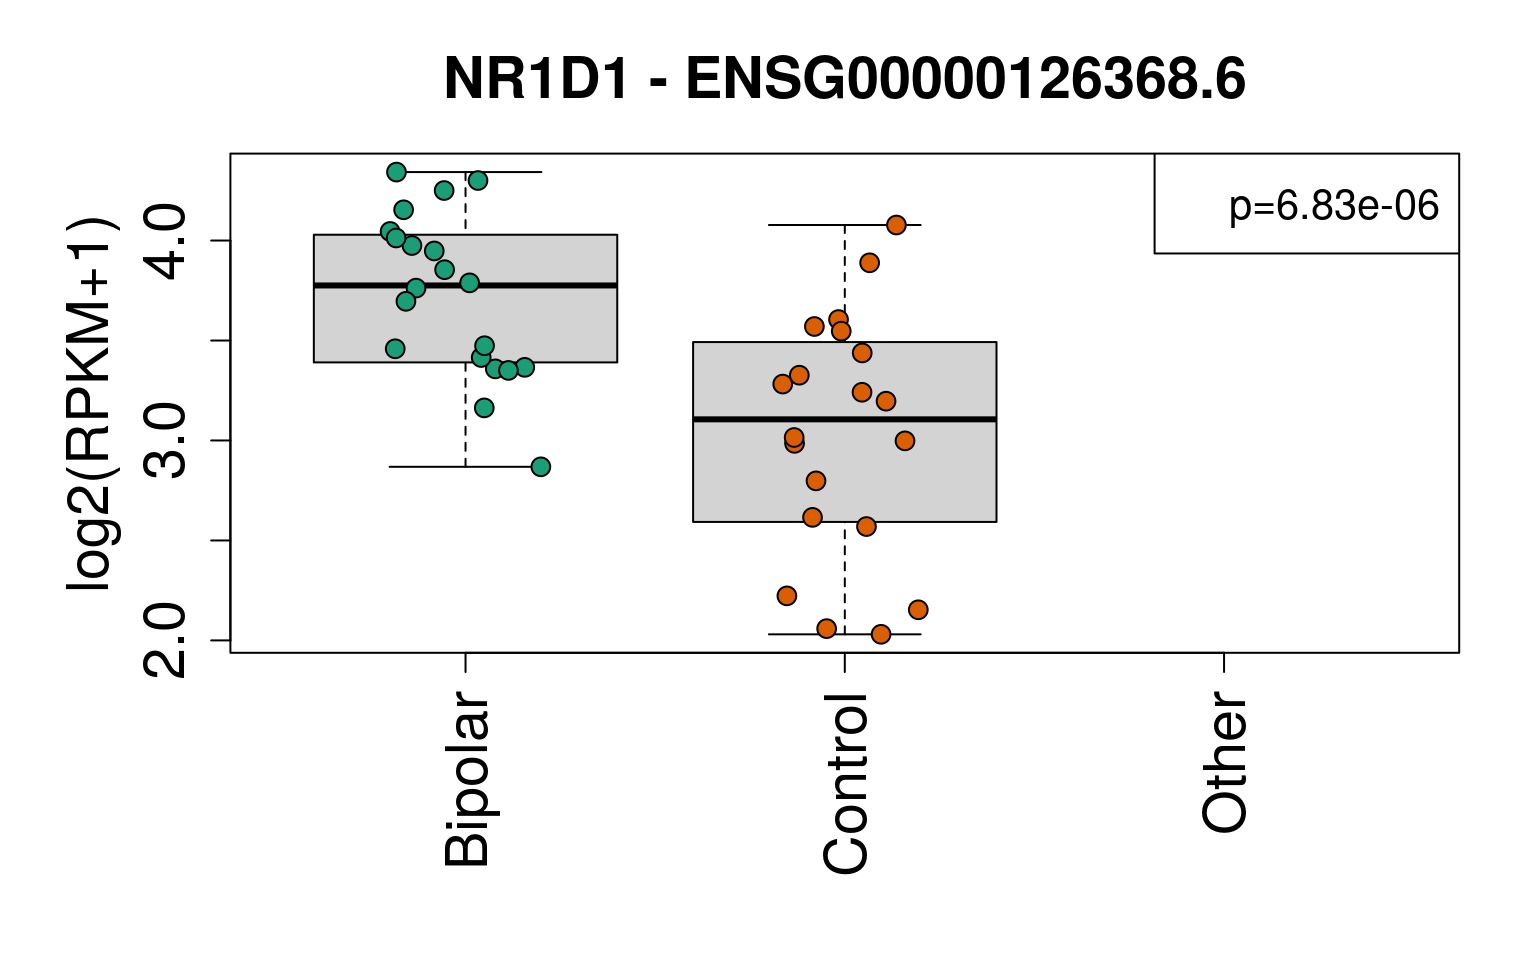 NR1D1 - ENSG00000126368.6
p=6.83e-06
log2(RPKM+1)
4.0
3.0
2.0
Bipolar
Control
Other